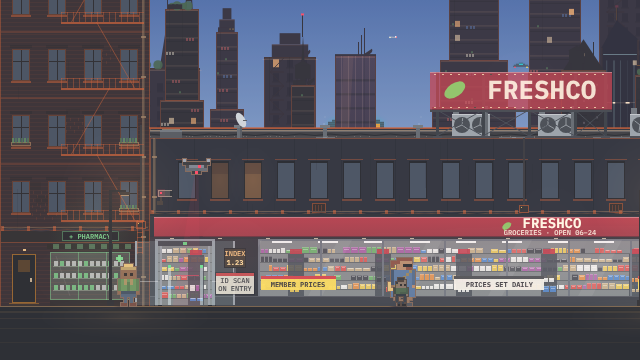 FRESHCO
FRESHCO
GROCERIES · OPEN 06-24
+ PHARMACY
INDEX
1.23
ID SCAN
ON ENTRY
MEMBER PRICES
PRICES SET DAILY